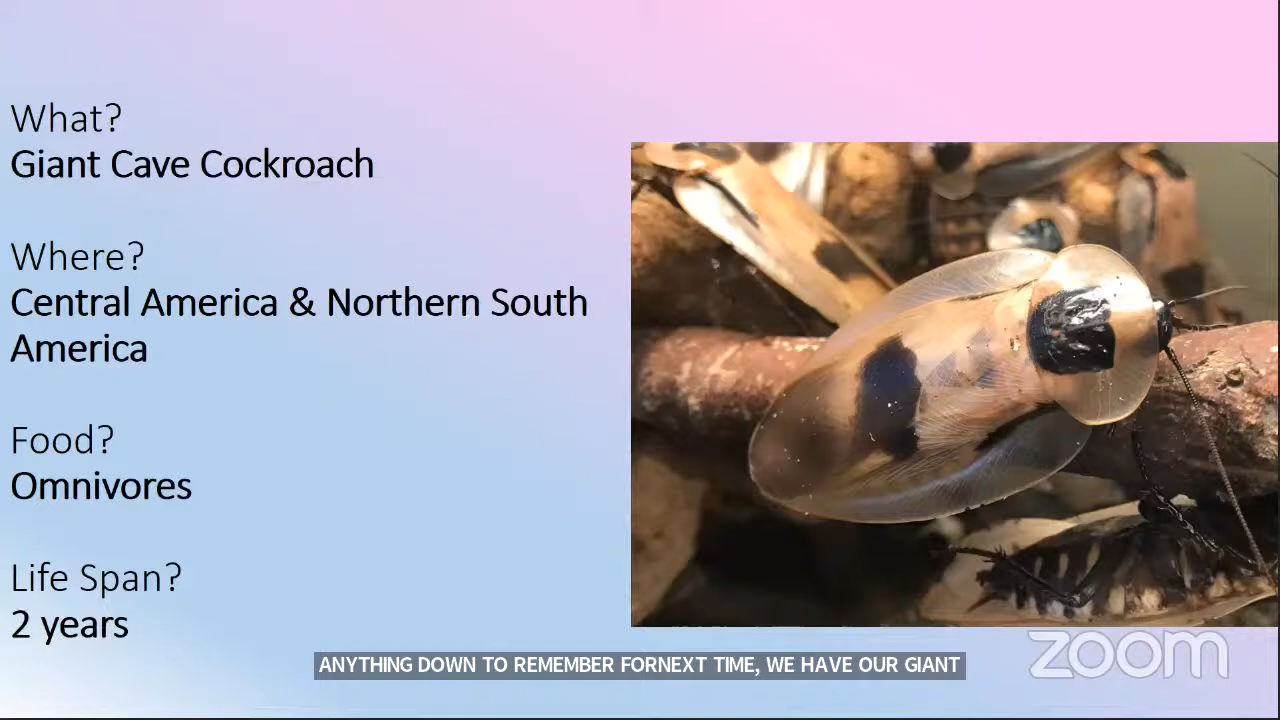 What?
Giant Cave Cockroach
Where?
Central America & Northern South
America
Food?
Omnivores
Life Span?
2 years
ANYTHING DOWN TO REMEMBER FORNEXT TIME, WE HAVE OUR GIANT
zoom